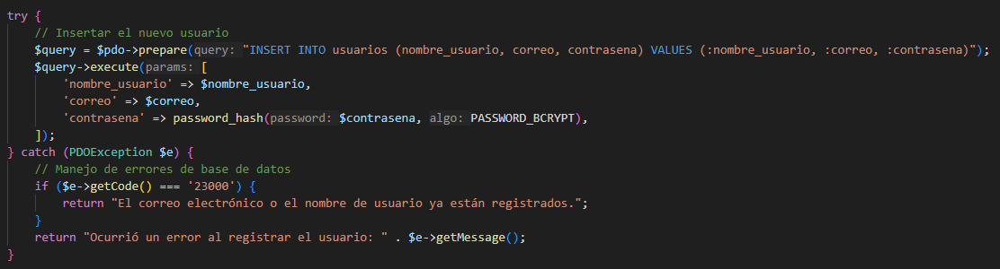 try {
    // Insertar el nuevo usuario
    $query = $pdo->prepare(query: "INSERT INTO usuarios (nombre_usuario, correo, contrasena) VALUES (:nombre_usuario, :correo, :contrasena)");
    $query->execute(params: [
        'nombre_usuario' => $nombre_usuario,
        'correo' => $correo,
        'contrasena' => password_hash(password: $contrasena, algo: PASSWORD_BCRYPT),
    ]);
} catch (PDOException $e) {
    // Manejo de errores de base de datos
    if ($e->getCode() === '23000') {
        return "El correo electrónico o el nombre de usuario ya están registrados.";
    }
    return "Ocurrió un error al registrar el usuario: " . $e->getMessage();
}